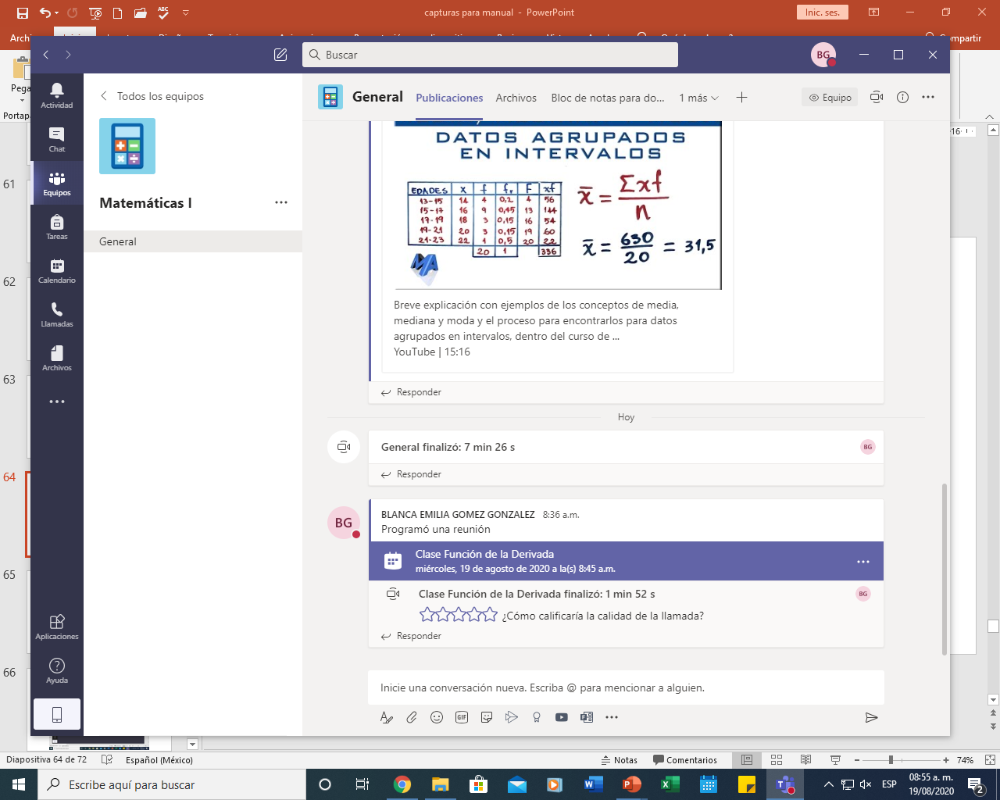 capturas para manual - PowerPoint
Inic. ses.
Compartir
Pega
Portapa
61
62
63
64
65
66
16
Buscar
BG
Actividad
Chat
Equipos
Tareas
Calendario
Llamadas
Archivos
Aplicaciones
Ayuda
Todos los equipos
Matemáticas I
General
General
Publicaciones
Archivos
Bloc de notas para do...
1 más
Equipo
DATOS AGRUPADOS
EN INTERVALOS
EDADES x f fr F xf
13-15 14 4 0,2 4 56
15-17 16 9 0,45 13 144
17-19 18 3 0,15 16 54
19-21 20 3 0,15 19 60
21-23 22 1 0,5 20 22
20 1 336
x̄ = Σxf / n
x̄ = 630 / 20 = 31,5
MA
Breve explicación con ejemplos de los conceptos de media,
mediana y moda y el proceso para encontrarlos para datos
agrupados en intervalos, dentro del curso de ...
YouTube | 15:16
Responder
Hoy
General finalizó: 7 min 26 s
BG
Responder
BG
BLANCA EMILIA GOMEZ GONZALEZ 8:36 a.m.
Programó una reunión
Clase Función de la Derivada
miércoles, 19 de agosto de 2020 a la(s) 8:45 a.m.
Clase Función de la Derivada finalizó: 1 min 52 s
BG
¿Cómo calificaría la calidad de la llamada?
Responder
Inicie una conversación nueva. Escriba @ para mencionar a alguien.
GIF
Diapositiva 64 de 72
Español (México)
Notas
Comentarios
74%
Escribe aquí para buscar
ESP
08:55 a. m.
19/08/2020
2